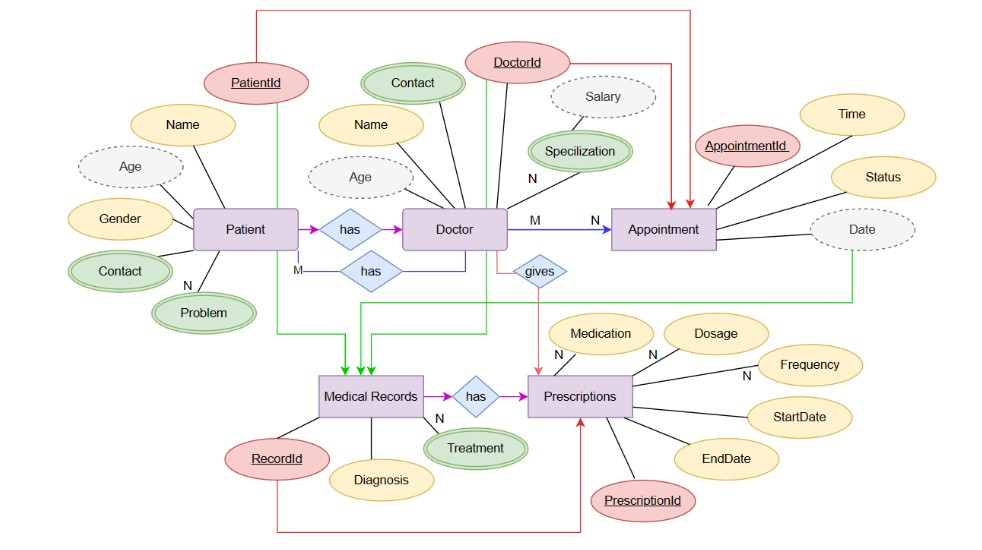 PatientId
Contact
DoctorId
Salary
Name
Name
Time
AppointmentId
Age
Specilization
Age
N
Status
Gender
Patient
has
Doctor
M
N
Appointment
Date
Contact
M
has
gives
N
Problem
Medication
Dosage
N
N
Frequency
N
Medical Records
has
Prescriptions
N
StartDate
Treatment
RecordId
EndDate
Diagnosis
PrescriptionId